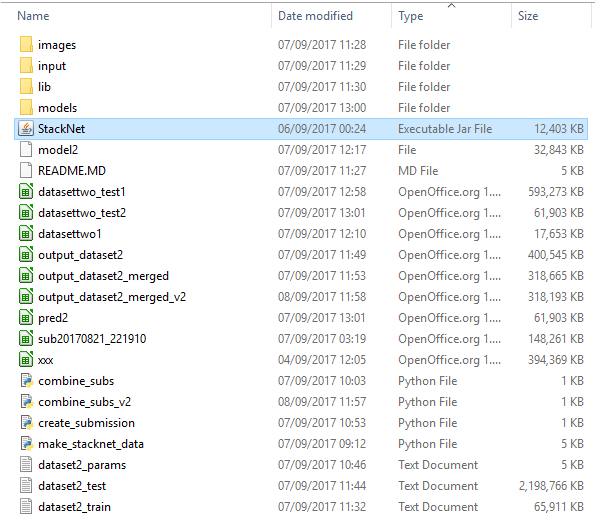 Name Date modified Type Size
images 07/09/2017 11:28 File folder
input 07/09/2017 11:29 File folder
lib 07/09/2017 11:30 File folder
models 07/09/2017 13:00 File folder
StackNet 06/09/2017 00:24 Executable Jar File 12,403 KB
model2 07/09/2017 12:17 File 32,843 KB
README.MD 07/09/2017 11:27 MD File 5 KB
datasettwo_test1 07/09/2017 12:58 OpenOffice.org 1.... 593,273 KB
datasettwo_test2 07/09/2017 13:01 OpenOffice.org 1.... 61,903 KB
datasettwo1 07/09/2017 12:10 OpenOffice.org 1.... 17,653 KB
output_dataset2 07/09/2017 11:49 OpenOffice.org 1.... 400,545 KB
output_dataset2_merged 07/09/2017 11:53 OpenOffice.org 1.... 318,665 KB
output_dataset2_merged_v2 08/09/2017 11:58 OpenOffice.org 1.... 318,193 KB
pred2 07/09/2017 13:01 OpenOffice.org 1.... 61,903 KB
sub20170821_221910 07/09/2017 03:19 OpenOffice.org 1.... 148,261 KB
xxx 04/09/2017 12:05 OpenOffice.org 1.... 394,369 KB
combine_subs 07/09/2017 10:03 Python File 1 KB
combine_subs_v2 08/09/2017 11:57 Python File 1 KB
create_submission 07/09/2017 10:53 Python File 1 KB
make_stacknet_data 07/09/2017 09:12 Python File 5 KB
dataset2_params 07/09/2017 10:46 Text Document 5 KB
dataset2_test 07/09/2017 11:44 Text Document 2,198,766 KB
dataset2_train 07/09/2017 11:32 Text Document 65,911 KB